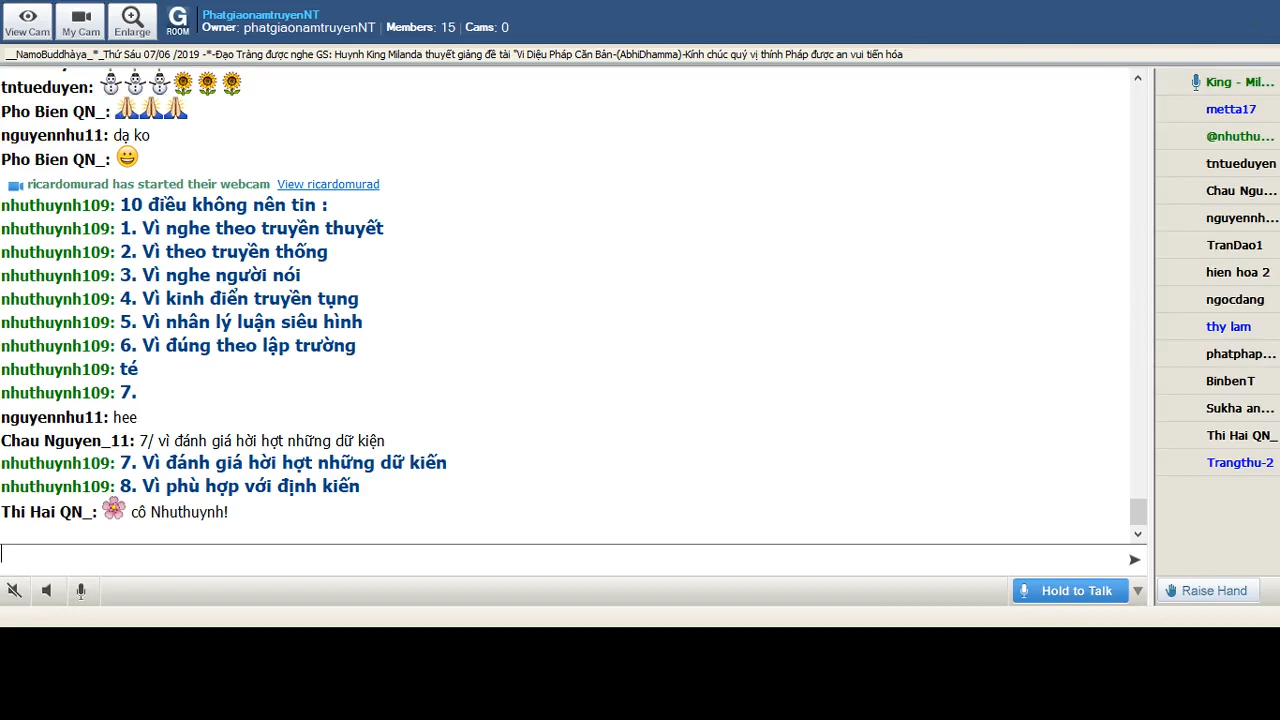 View Cam
My Cam
Enlarge
G
ROOM
PhatgiaonamtruyenNT
Owner: phatgiaonamtruyenNT Members: 15 Cams: 0
__NamoBuddhàya_*_Thứ Sáu 07/06 /2019 -*-Đạo Tràng được nghe GS: Huynh King Milanda thuyết giảng đề tài "Vi Diệu Pháp Căn Bản-(AbhiDhamma)-Kính chúc quý vị thính Pháp được an vui tiến hóa
tntueduyen:
Pho Bien QN_:
nguyennhu11: dạ ko
Pho Bien QN_:
ricardomurad has started their webcam View ricardomurad
nhuthuynh109: 10 điều không nên tin :
nhuthuynh109: 1. Vì nghe theo truyền thuyết
nhuthuynh109: 2. Vì theo truyền thống
nhuthuynh109: 3. Vì nghe người nói
nhuthuynh109: 4. Vì kinh điển truyền tụng
nhuthuynh109: 5. Vì nhân lý luận siêu hình
nhuthuynh109: 6. Vì đúng theo lập trường
nhuthuynh109: té
nhuthuynh109: 7.
nguyennhu11: hee
Chau Nguyen_11: 7/ vì đánh giá hời hợt những dữ kiện
nhuthuynh109: 7. Vì đánh giá hời hợt những dữ kiến
nhuthuynh109: 8. Vì phù hợp với định kiến
Thi Hai QN_: cô Nhuthuynh!
King - Mil...
metta17
@nhuthu...
tntueduyen
Chau Ngu...
nguyennh...
TranDao1
hien hoa 2
ngocdang
thy lam
phatphap...
BinbenT
Sukha an...
Thi Hai QN_
Trangthu-2
Hold to Talk
Raise Hand